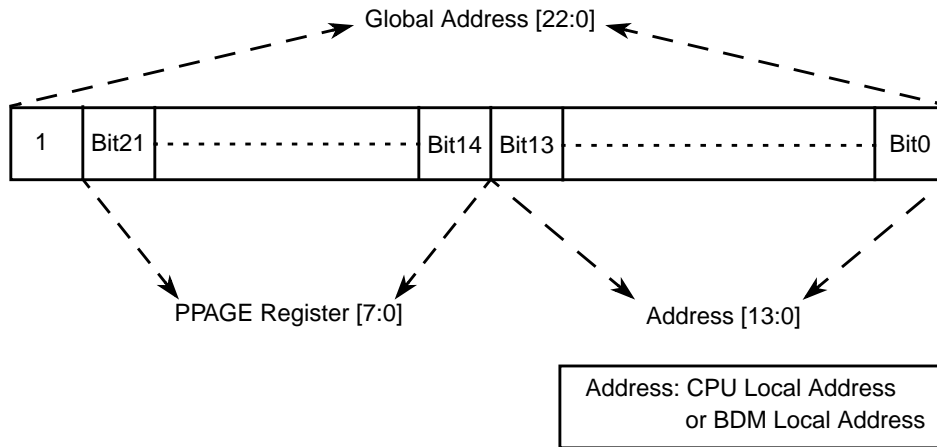 Global Address [22:0]
1 Bit21 Bit14 Bit13 Bit0
PPAGE Register [7:0] Address [13:0]
Address: CPU Local Address
or BDM Local Address